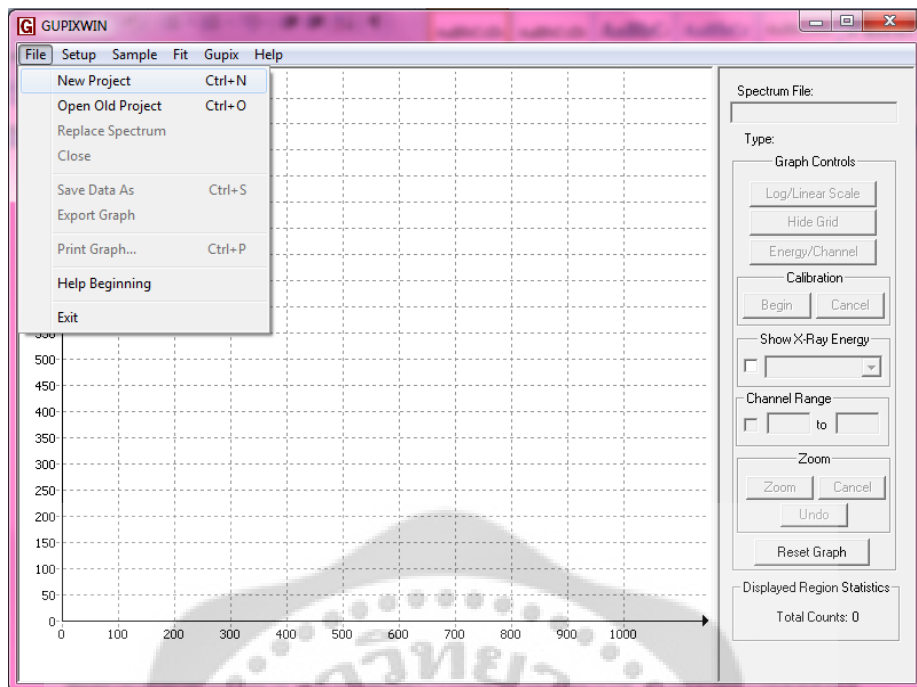 GUPIXWIN
File Setup Sample Fit Gupix Help
New Project Ctrl+N
Open Old Project Ctrl+O
Replace Spectrum
Close
Save Data As Ctrl+S
Export Graph
Print Graph... Ctrl+P
Help Beginning
Exit
500
450
400
350
300
250
200
150
100
50
0
0 100 200 300 400 500 600 700 800 900 1000
Spectrum File:
Type:
Graph Controls
Log/Linear Scale
Hide Grid
Energy/Channel
Calibration
Begin Cancel
Show X-Ray Energy
Channel Range
to
Zoom
Zoom Cancel
Undo
Reset Graph
Displayed Region Statistics
Total Counts: 0